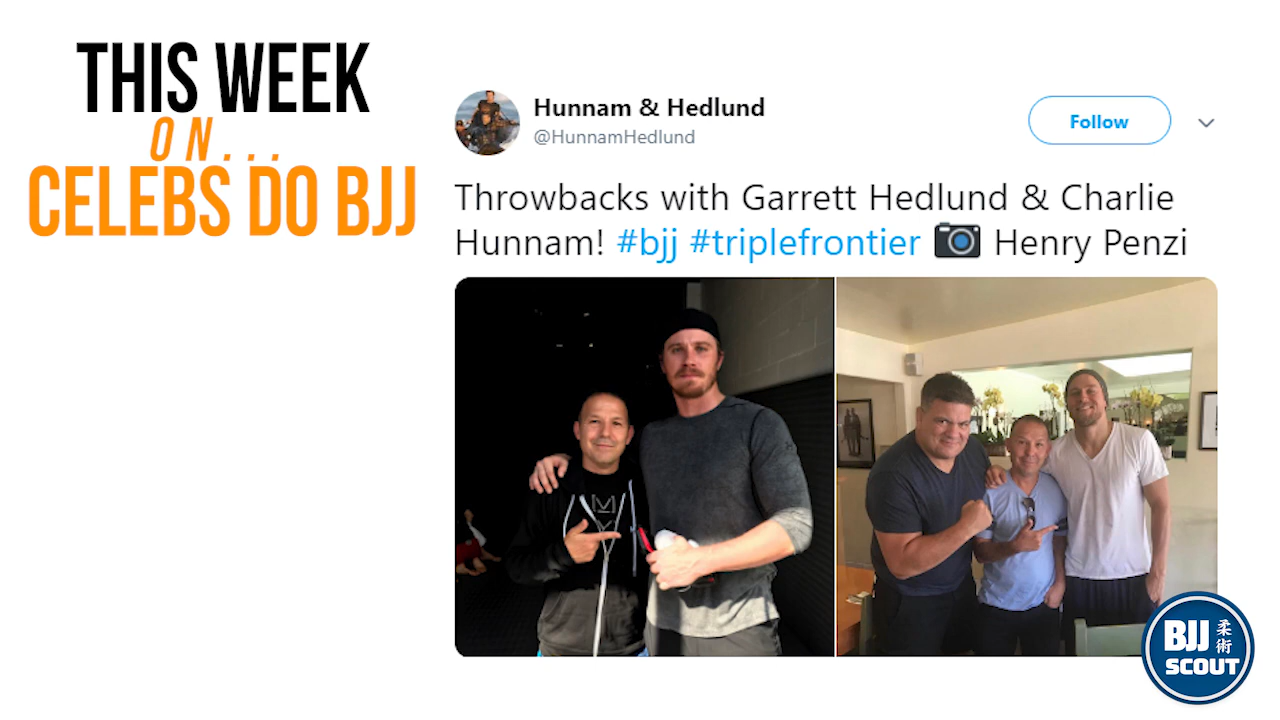 THIS WEEK
ON...
CELEBS DO BJJ
Hunnam & Hedlund
@HunnamHedlund
Follow
Throwbacks with Garrett Hedlund & Charlie
Hunnam! #bjj #triplefrontier 📷 Henry Penzi
BJJ 柔術
SCOUT